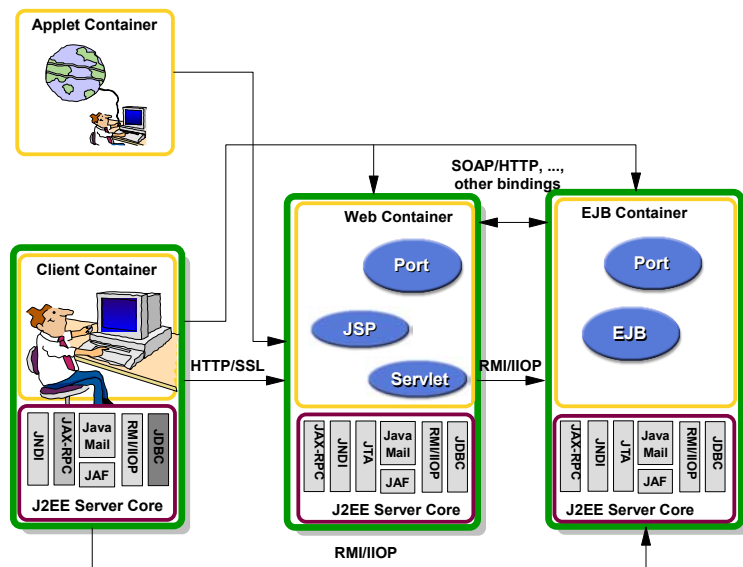 Applet Container
SOAP/HTTP, ...,
other bindings
Client Container
HTTP/SSL
JNDI
JAX-RPC
Java
Mail
JAF
RMI/IIOP
JDBC
J2EE Server Core
Web Container
Port
JSP
Servlet
JAX-RPC
JNDI
JTA
Java
Mail
JAF
RMI/IIOP
JDBC
J2EE Server Core
RMI/IIOP
EJB Container
Port
EJB
JAX-RPC
JNDI
JTA
Java
Mail
JAF
RMI/IIOP
JDBC
J2EE Server Core
RMI/IIOP